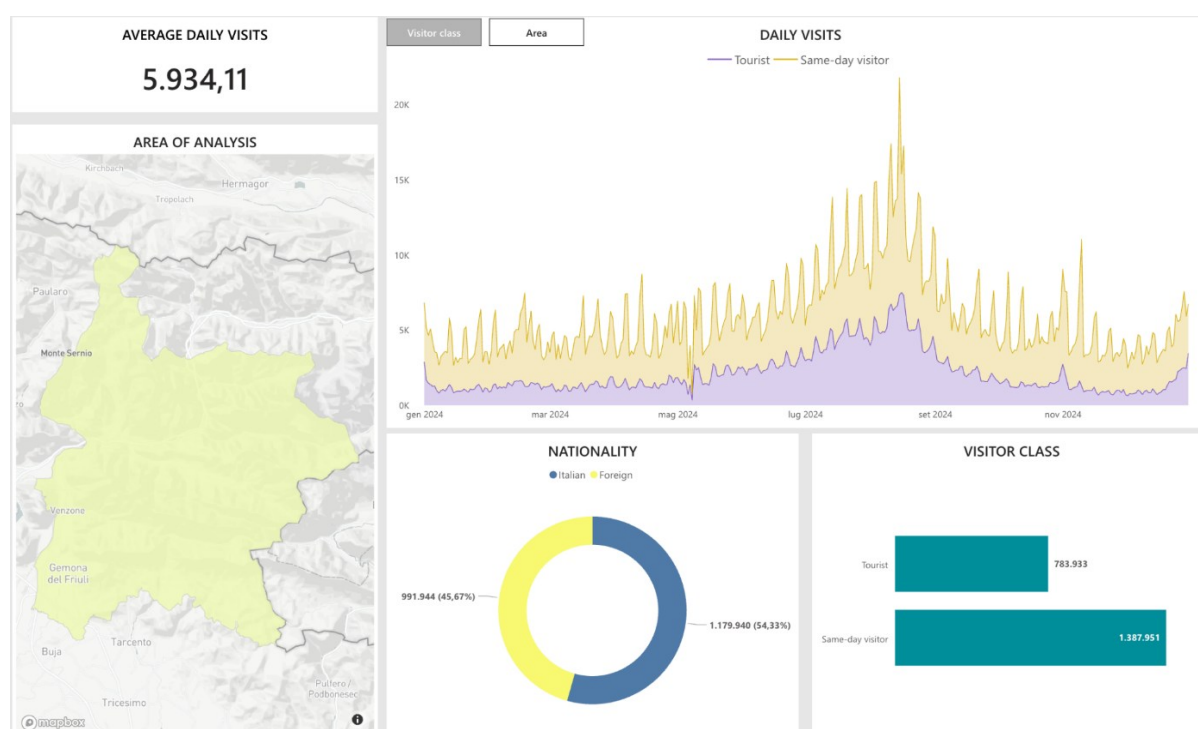 AVERAGE DAILY VISITS
5.934,11
AREA OF ANALYSIS
Kirchbach
Hermagor
Tröpolach
Paularo
Monte Sernio
Venzone
Gemona
del Friuli
Tarcento
Buja
Pulfero /
Podbonesec
Tricesimo
mapbox
Visitor class
Area
DAILY VISITS
Tourist
Same-day visitor
20K
15K
10K
5K
0K
gen 2024
mar 2024
mag 2024
lug 2024
set 2024
nov 2024
NATIONALITY
Italian
Foreign
991.944 (45,67%)
1.179.940 (54,33%)
VISITOR CLASS
Tourist
783.933
Same-day visitor
1.387.951